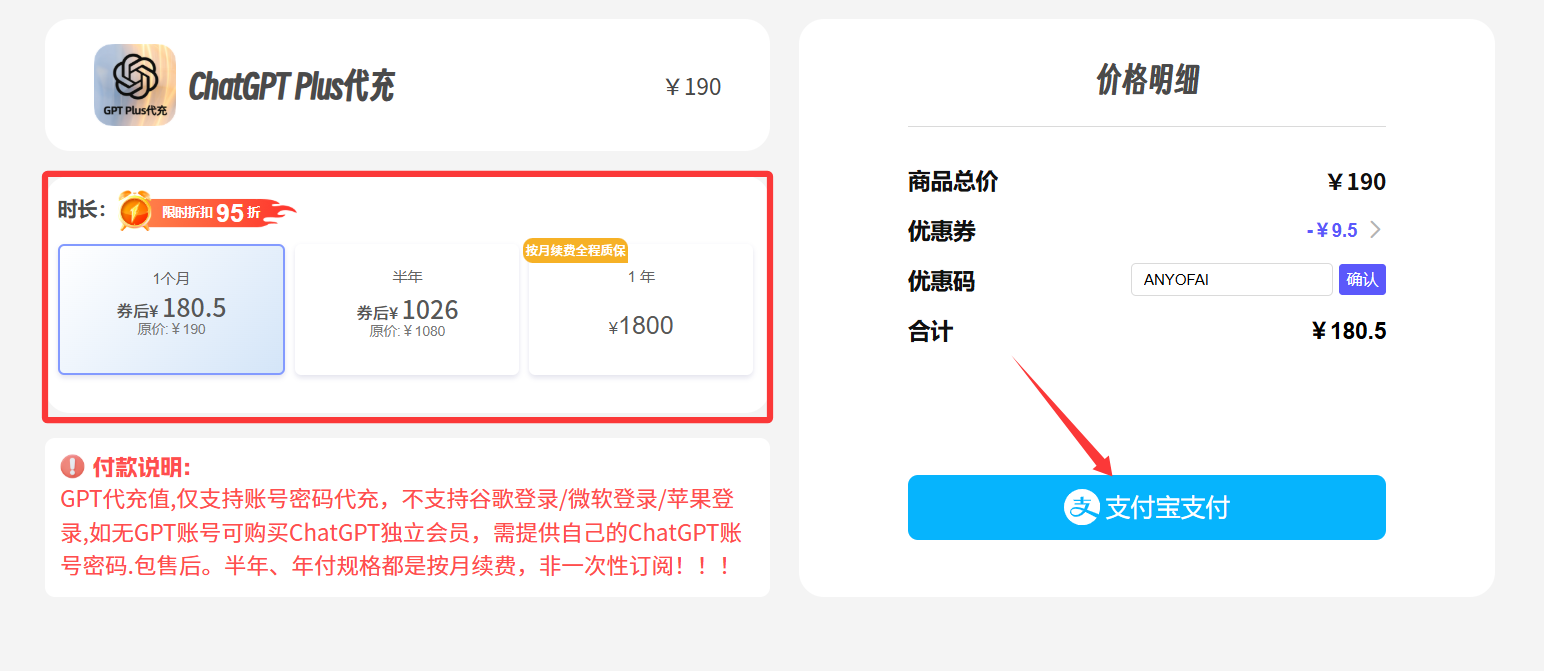 GPT Plus代充
ChatGPT Plus代充
￥190
时长：
限时折扣 95 折
1个月
券后¥ 180.5
原价: ¥ 190
半年
券后¥ 1026
原价: ¥ 1080
按月续费全程质保
1 年
¥1800
付款说明:
GPT代充值,仅支持账号密码代充，不支持谷歌登录/微软登录/苹果登
录,如无GPT账号可购买ChatGPT独立会员，需提供自己的ChatGPT账
号密码.包售后。半年、年付规格都是按月续费，非一次性订阅！！！
价格明细
商品总价
￥190
优惠券
-￥9.5
优惠码
ANYOFAI
确认
合计
￥180.5
支 支付宝支付